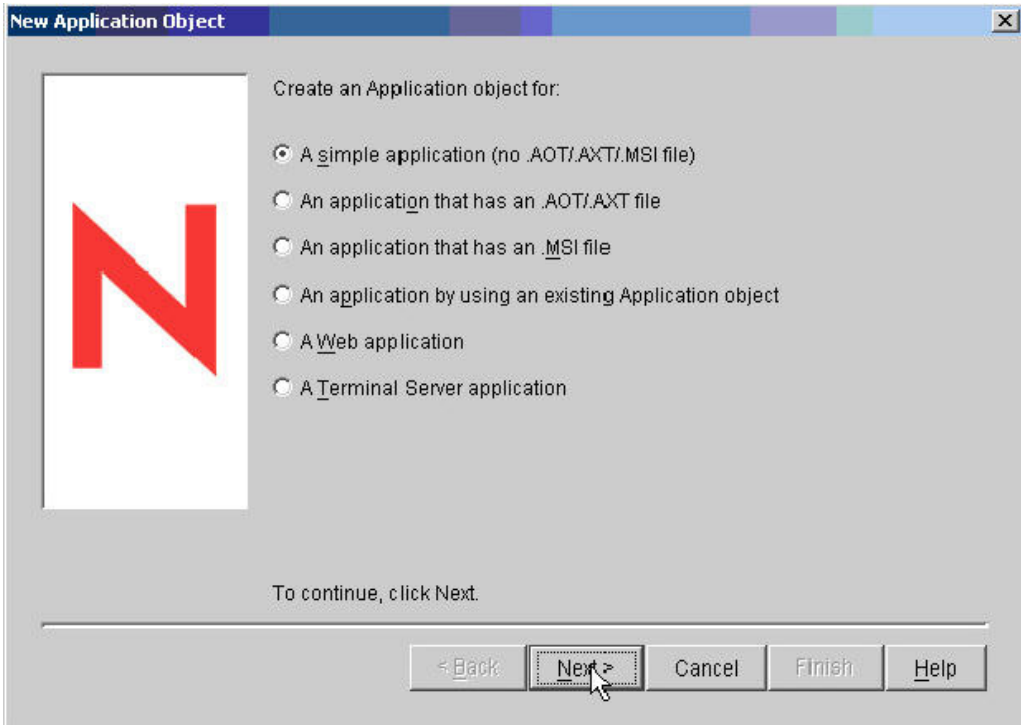 New Application Object
Create an Application object for:
A simple application (no .AOT/.AXT/.MSI file)
An application that has an .AOT/.AXT file
An application that has an .MSI file
An application by using an existing Application object
A Web application
A Terminal Server application
To continue, click Next.
< Back
Next >
Cancel
Finish
Help